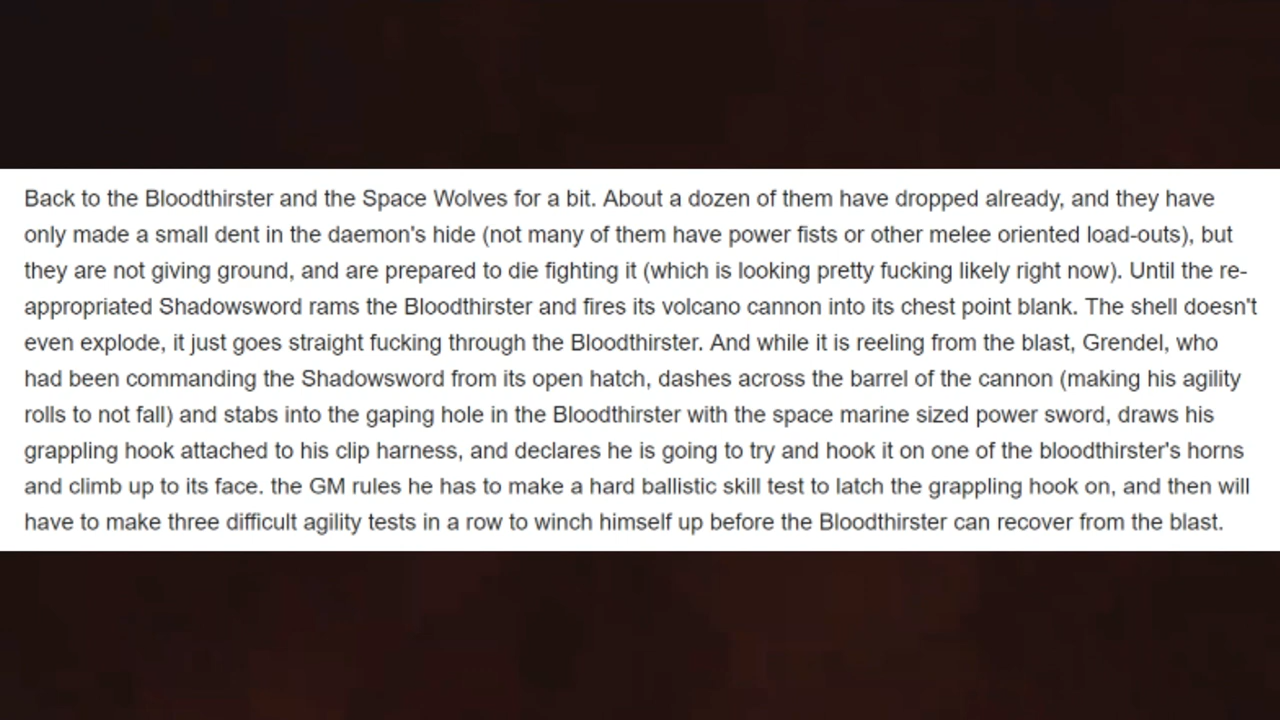 Back to the Bloodthirster and the Space Wolves for a bit. About a dozen of them have dropped already, and they have
only made a small dent in the daemon's hide (not many of them have power fists or other melee oriented load-outs), but
they are not giving ground, and are prepared to die fighting it (which is looking pretty fucking likely right now). Until the re-
appropriated Shadowsword rams the Bloodthirster and fires its volcano cannon into its chest point blank. The shell doesn't
even explode, it just goes straight fucking through the Bloodthirster. And while it is reeling from the blast, Grendel, who
had been commanding the Shadowsword from its open hatch, dashes across the barrel of the cannon (making his agility
rolls to not fall) and stabs into the gaping hole in the Bloodthirster with the space marine sized power sword, draws his
grappling hook attached to his clip harness, and declares he is going to try and hook it on one of the bloodthirster's horns
and climb up to its face. the GM rules he has to make a hard ballistic skill test to latch the grappling hook on, and then will
have to make three difficult agility tests in a row to winch himself up before the Bloodthirster can recover from the blast.